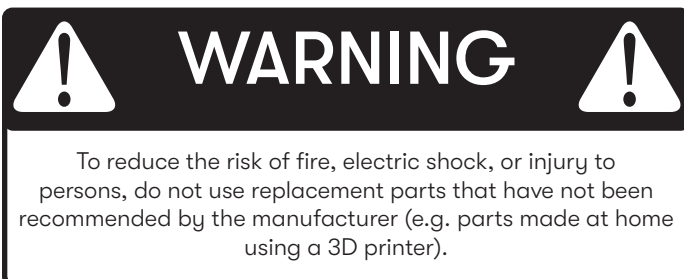 WARNING
To reduce the risk of fire, electric shock, or injury to
persons, do not use replacement parts that have not been
recommended by the manufacturer (e.g. parts made at home
using a 3D printer).